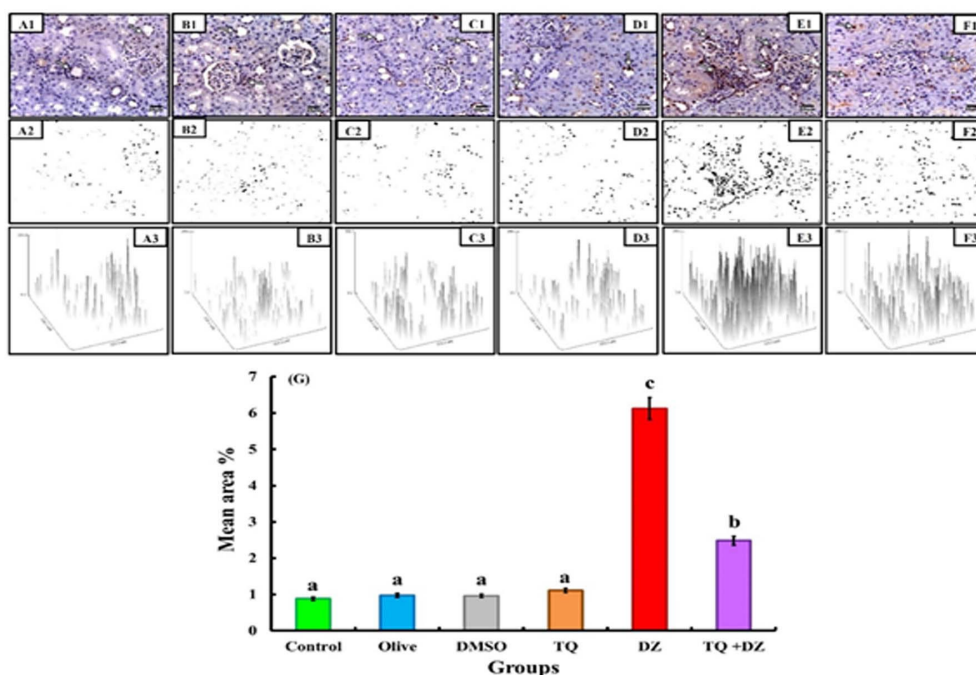 A1 B1 C1 D1 E1 F1
A2 B2 C2 D2 E2 F2
A3 B3 C3 D3 E3 F3
(G)
7
6
5
4
3
2
1
0
Mean area %
a a a a c b
Control Olive DMSO TQ DZ TQ +DZ
Groups